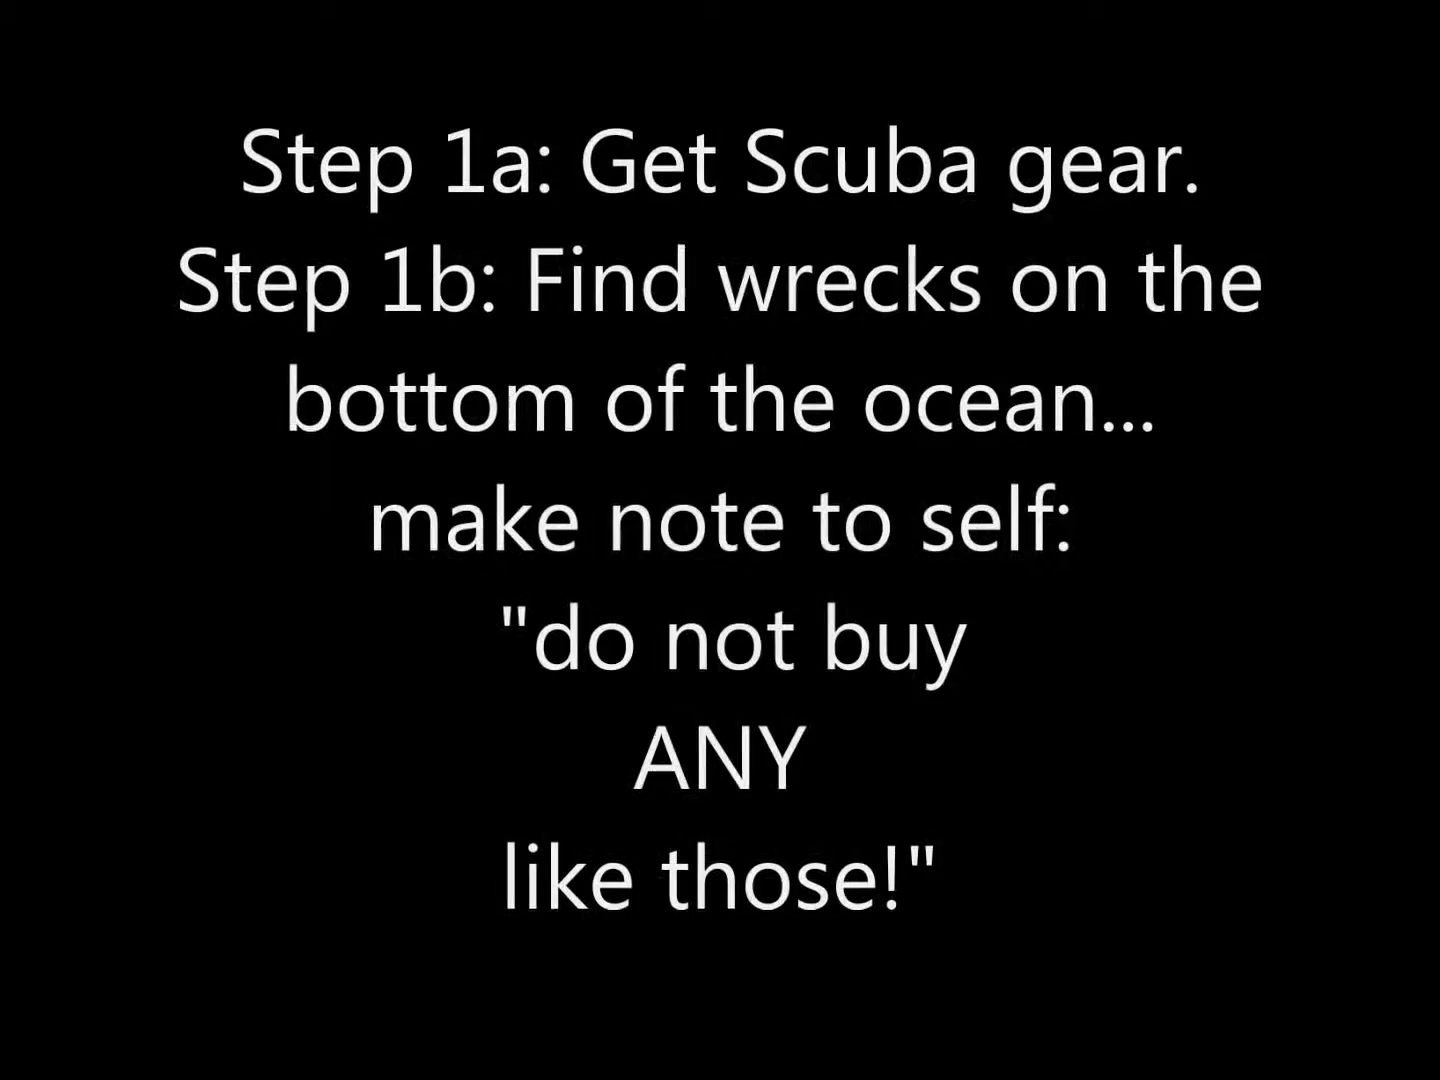 Step 1a: Get Scuba gear.
Step 1b: Find wrecks on the
bottom of the ocean...
make note to self:
"do not buy
ANY
like those!"